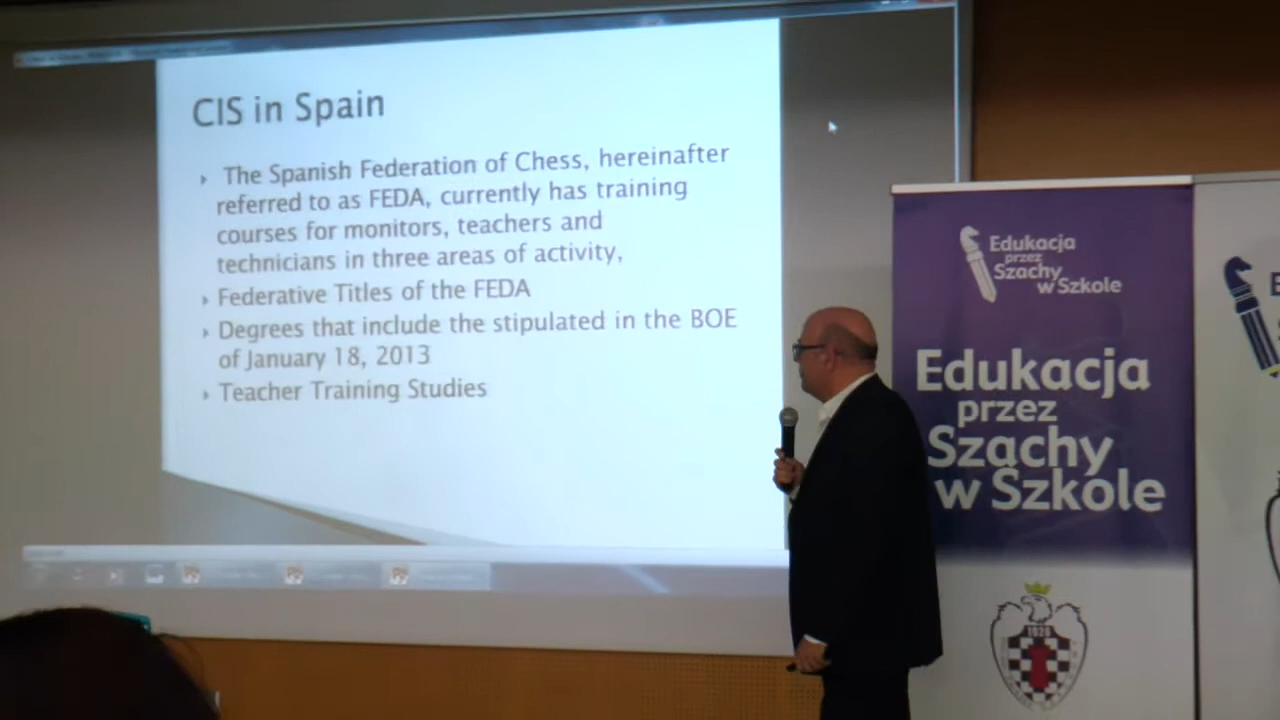 CIS in Spain
The Spanish Federation of Chess, hereinafter
referred to as FEDA, currently has training
courses for monitors, teachers and
technicians in three areas of activity,
Federative Titles of the FEDA
Degrees that include the stipulated in the BOE
of January 18, 2013
Teacher Training Studies
Edukacja
przez
Szachy
w Szkole
Edukacja
przez
Szachy
w Szkole
1926